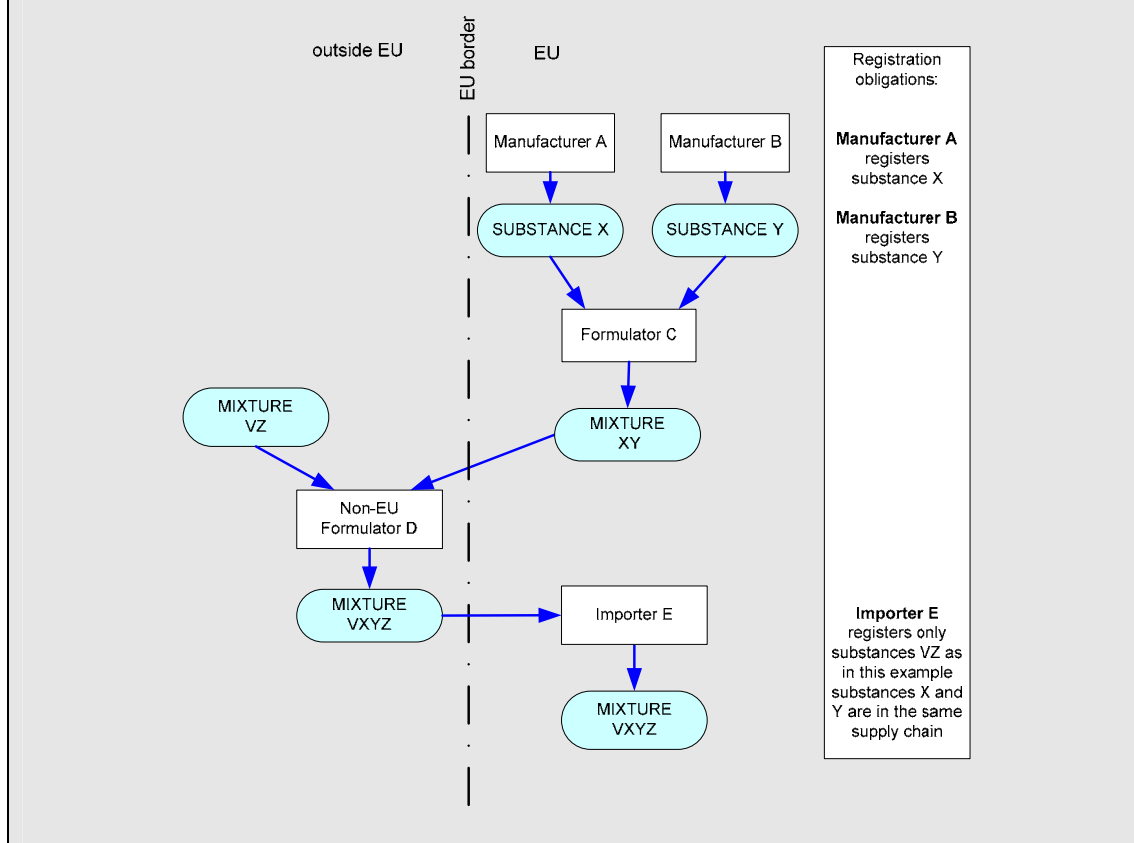 outside EU
EU border
EU
Manufacturer A
Manufacturer B
SUBSTANCE X
SUBSTANCE Y
Formulator C
MIXTURE
VZ
MIXTURE
XY
Non-EU
Formulator D
MIXTURE
VXYZ
Importer E
MIXTURE
VXYZ
Registration
obligations:
Manufacturer A
registers
substance X
Manufacturer B
registers
substance Y
Importer E
registers only
substances VZ as
in this example
substances X and
Y are in the same
supply chain